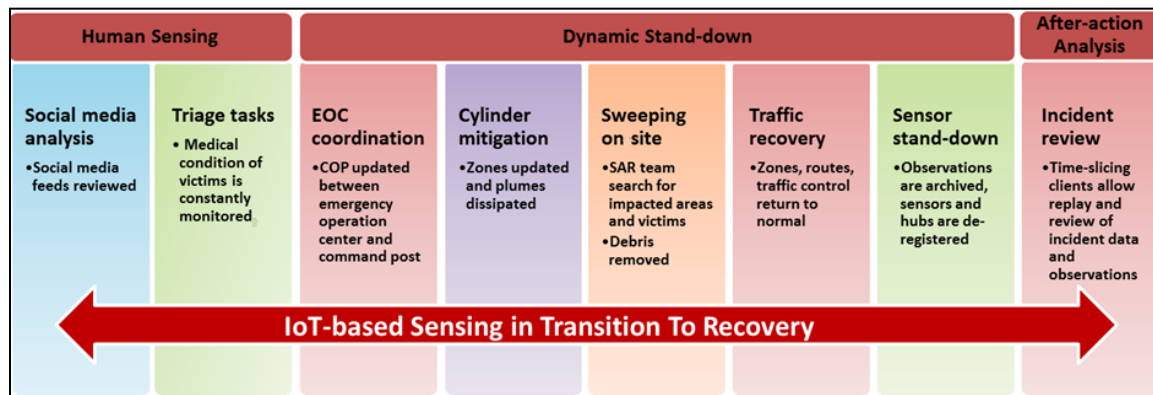 Human Sensing
Dynamic Stand-down
After-action
Analysis
Social media
analysis
•Social media
feeds reviewed
Triage tasks
• Medical
condition of
victims is
constantly
monitored
EOC
coordination
•COP updated
between
emergency
operation
center and
command post
Cylinder
mitigation
•Zones updated
and plumes
dissipated
Sweeping
on site
•SAR team
search for
impacted areas
and victims
•Debris
removed
Traffic
recovery
•Zones, routes,
traffic control
return to
normal
Sensor
stand-down
•Observations
are archived,
sensors and
hubs are de-
registered
Incident
review
•Time-slicing
clients allow
replay and
review of
incident data
and
observations
IoT-based Sensing in Transition To Recovery